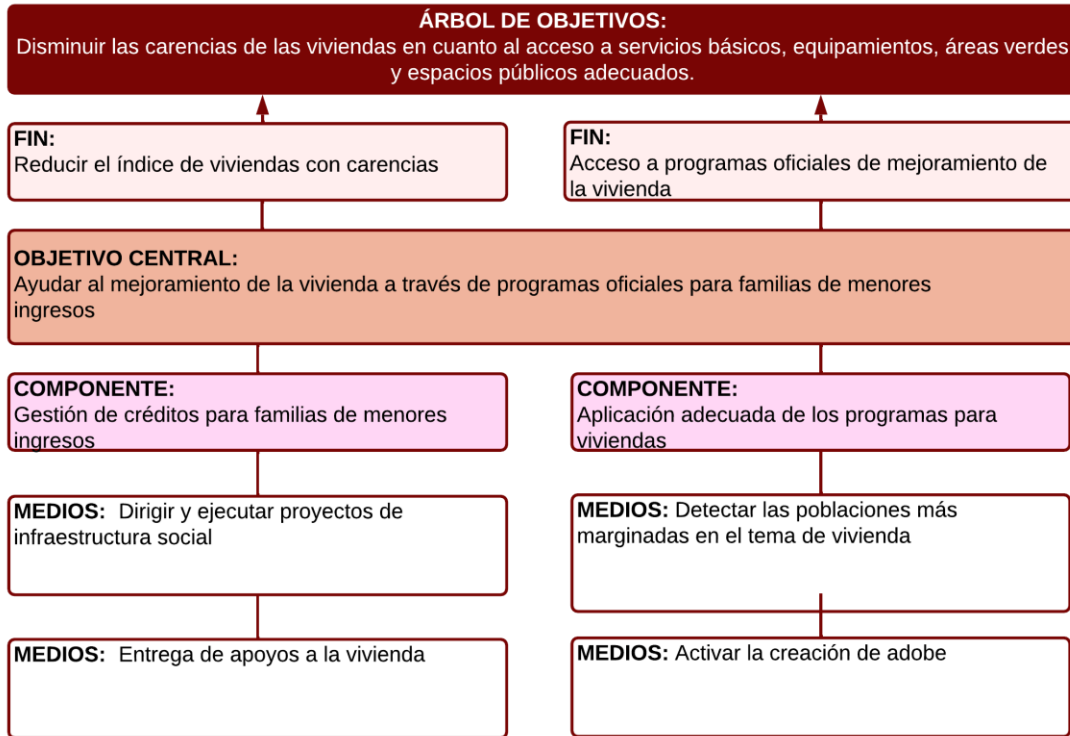 ÁRBOL DE OBJETIVOS:
Disminuir las carencias de las viviendas en cuanto al acceso a servicios básicos, equipamientos, áreas verdes
y espacios públicos adecuados.
FIN:
Reducir el índice de viviendas con carencias
FIN:
Acceso a programas oficiales de mejoramiento de
la vivienda
OBJETIVO CENTRAL:
Ayudar al mejoramiento de la vivienda a través de programas oficiales para familias de menores
ingresos
COMPONENTE:
Gestión de créditos para familias de menores
ingresos
COMPONENTE:
Aplicación adecuada de los programas para
viviendas
MEDIOS: Dirigir y ejecutar proyectos de
infraestructura social
MEDIOS: Detectar las poblaciones más
marginadas en el tema de vivienda
MEDIOS: Entrega de apoyos a la vivienda
MEDIOS: Activar la creación de adobe